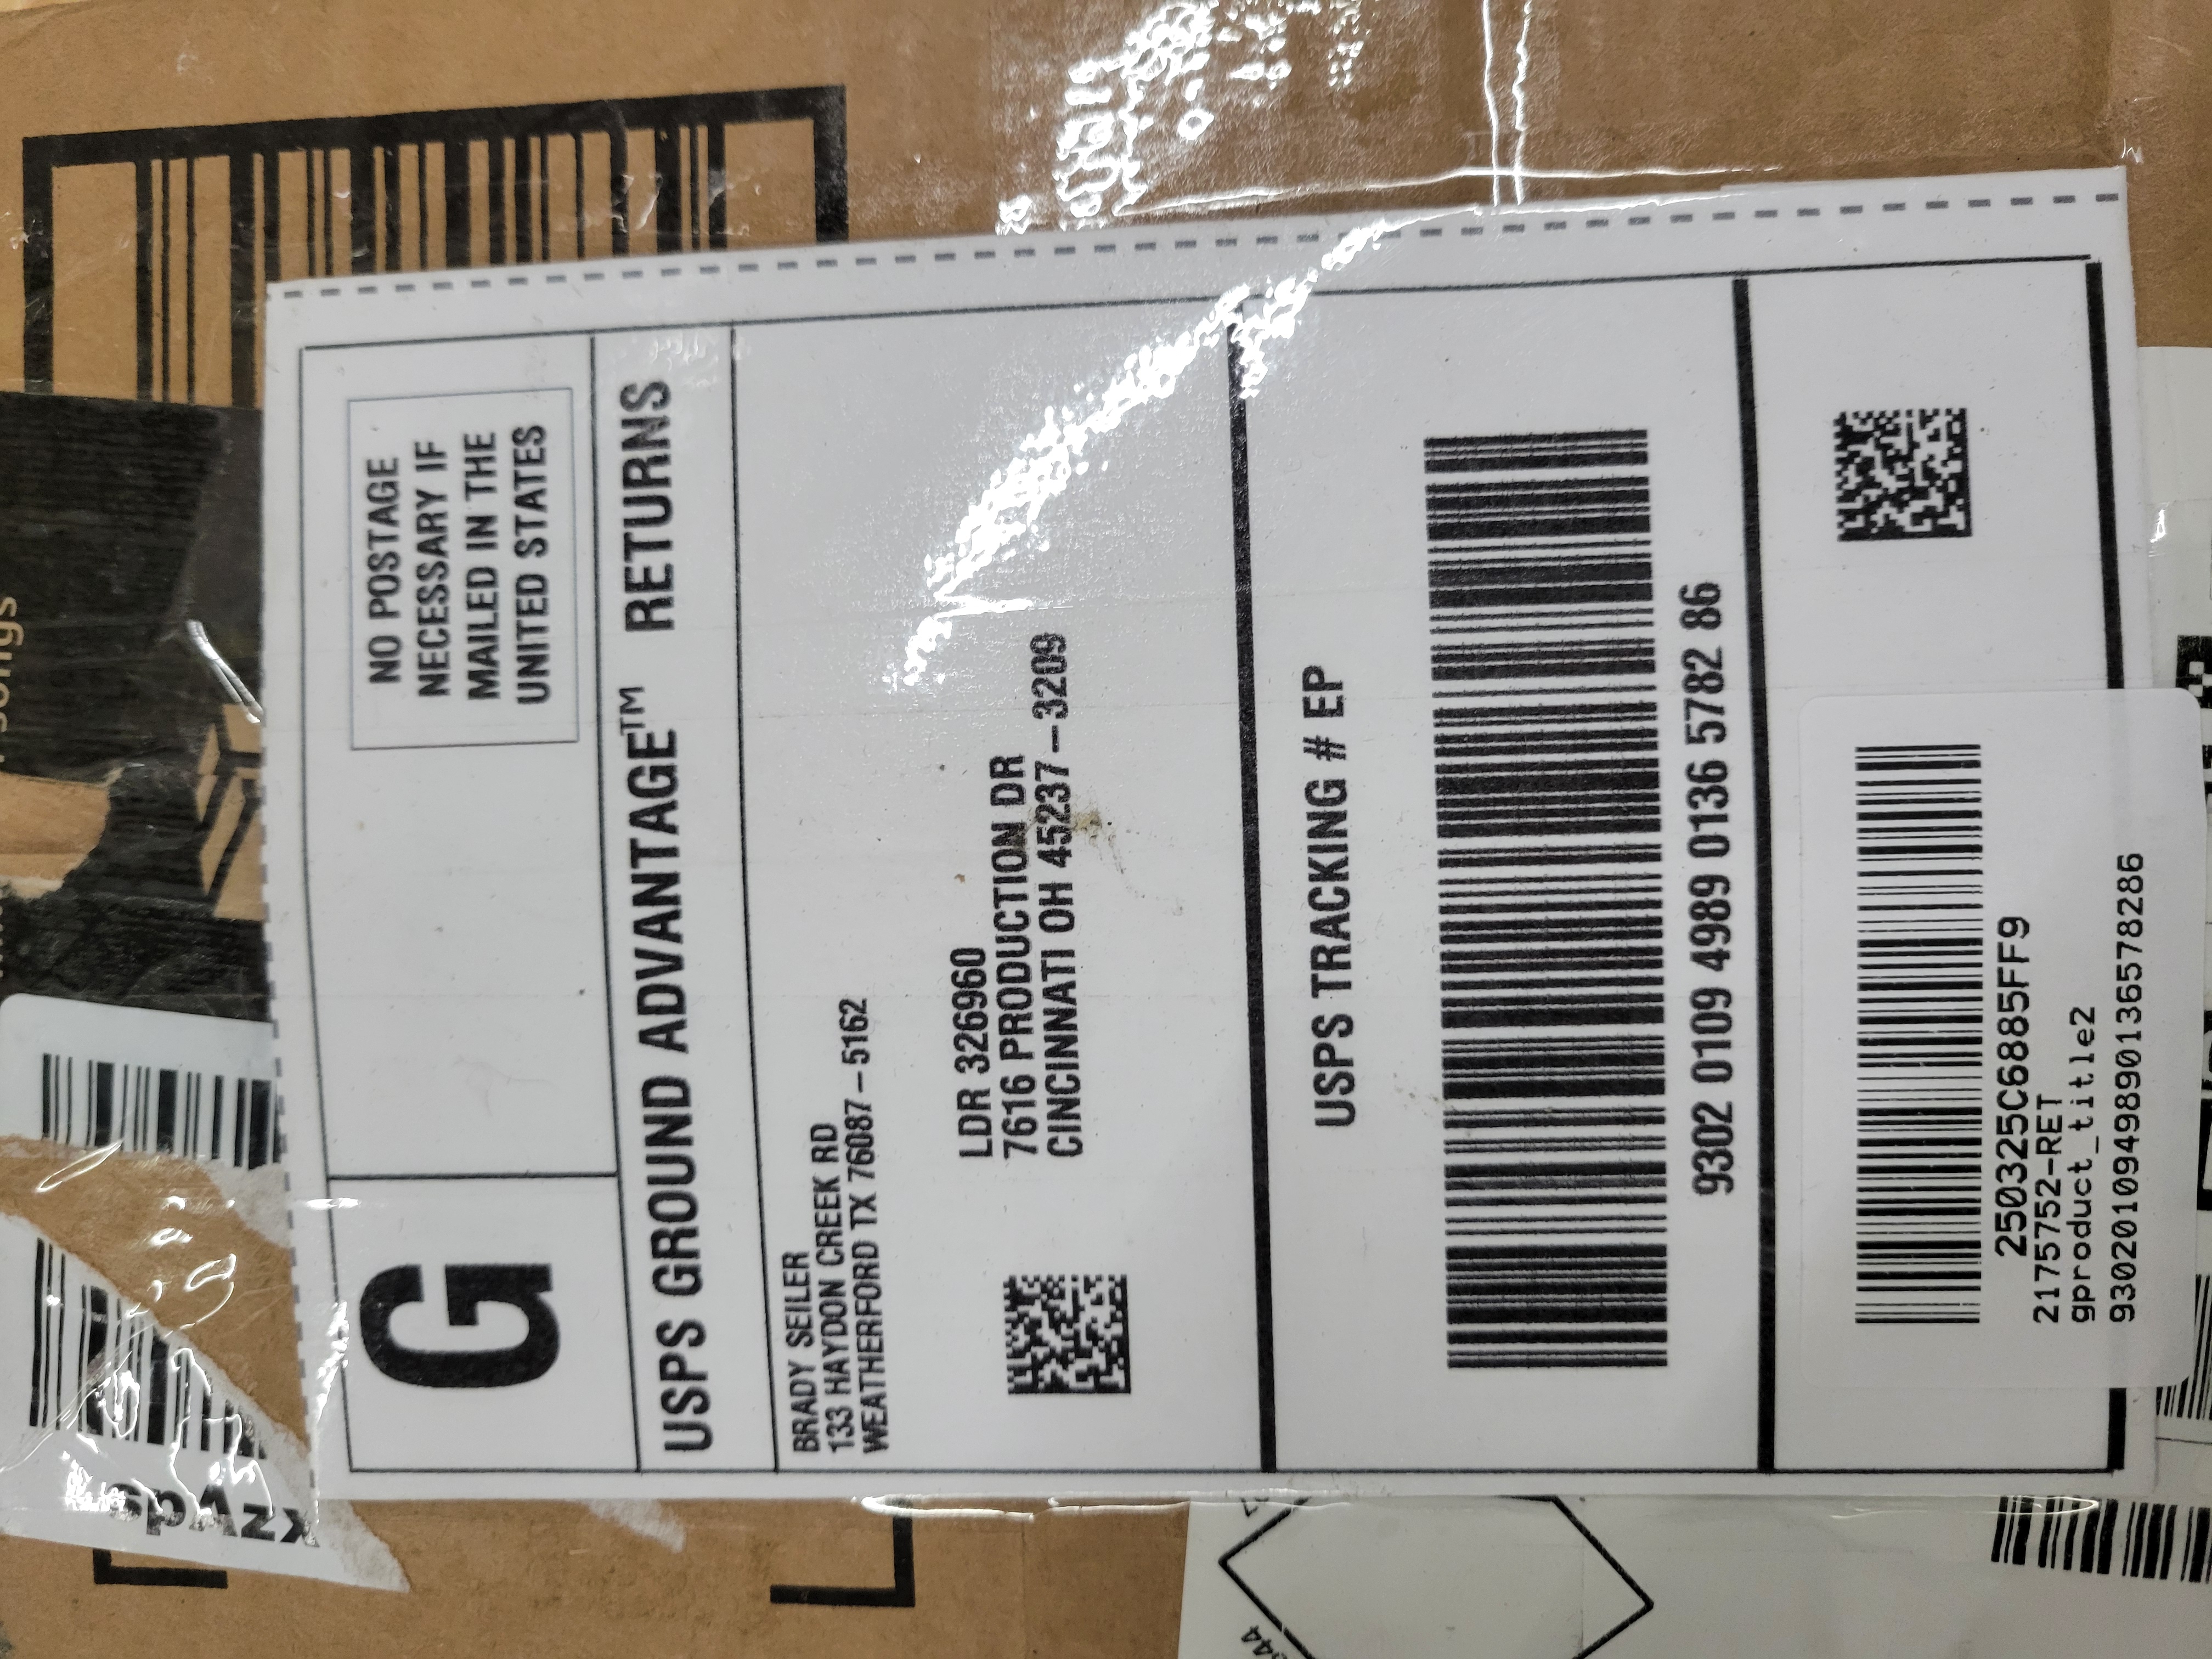 G
NO POSTAGE
NECESSARY IF
MAILED IN THE
UNITED STATES
USPS GROUND ADVANTAGE™ RETURNS
BRADY SEILER
133 HAYDON CREEK RD
WEATHERFORD TX 76087-5162
LDR 326960
7616 PRODUCTION DR
CINCINNATI OH 45237-3209
USPS TRACKING # EP
9302 0109 4989 0136 5782 86
250325C6885FF9
2175752-RET
gproduct_title2
9302010949890136578286